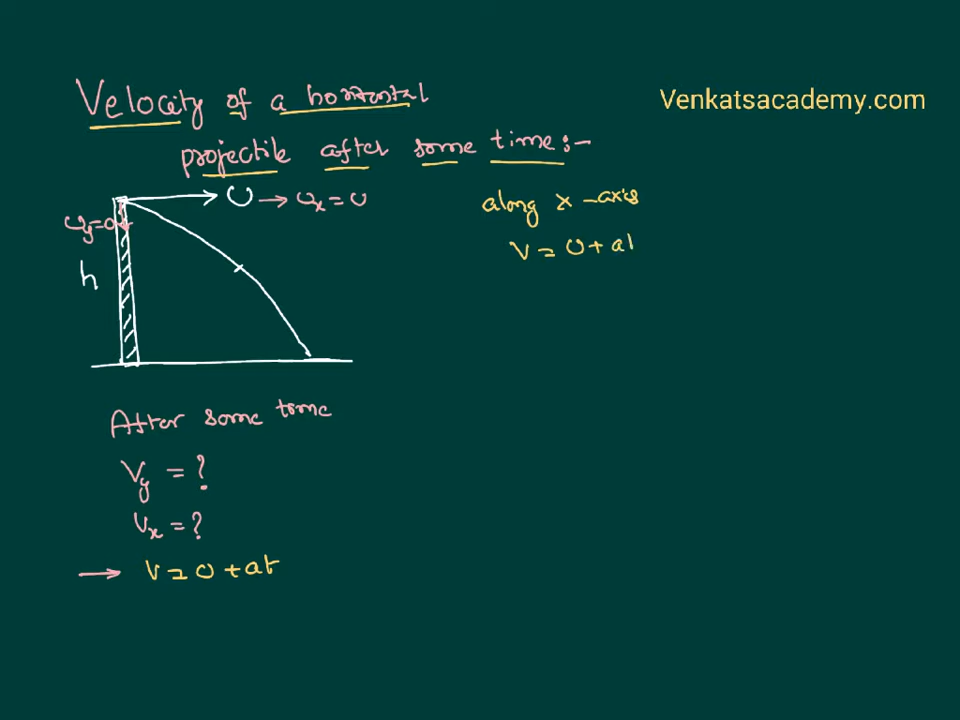 Velocity of a horizontal
Venkatsacademy.com
projectile after some time:-
U → Ux = U
along x -axis
Uy=0
V = U + at
h
After some time
Vy = ?
Vx = ?
→ V = U + at